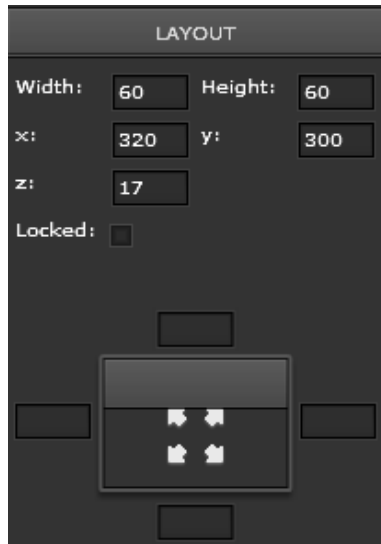 LAYOUT
Width: 60 Height: 60
x: 320 y: 300
z: 17
Locked: